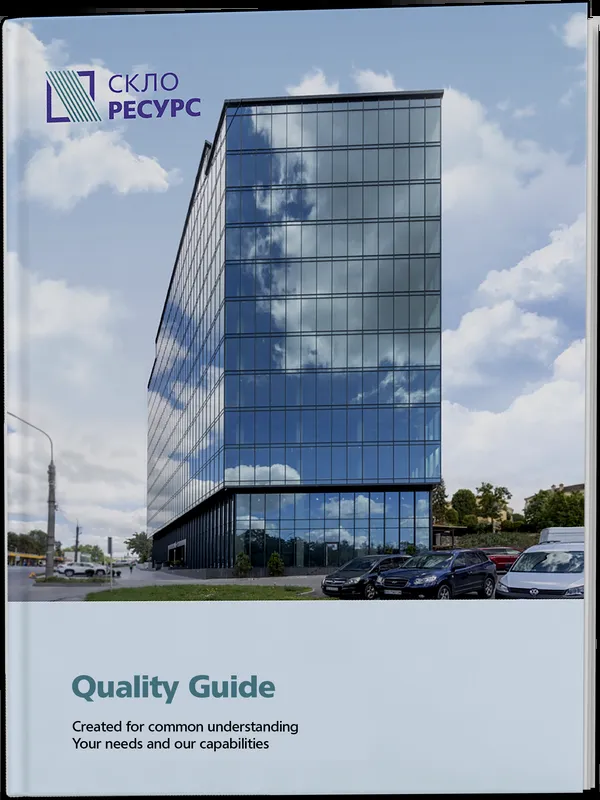 СКЛО
РЕСУРС
Quality Guide
Created for common understanding
Your needs and our capabilities